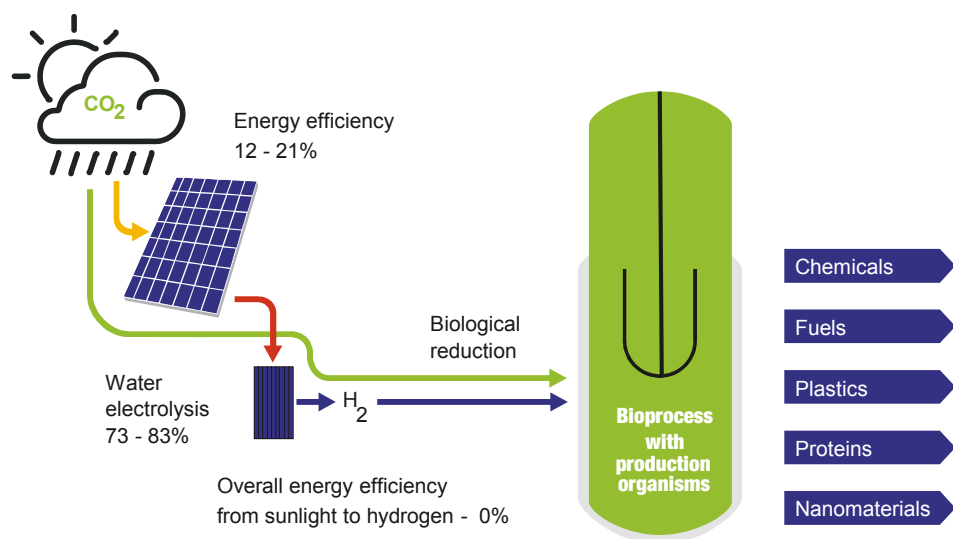 CO2
Energy efficiency
12 - 21%
Biological
reduction
Water
electrolysis
73 - 83%
H2
Overall energy efficiency
from sunlight to hydrogen - 0%
Bioprocess
with
production
organisms
Chemicals
Fuels
Plastics
Proteins
Nanomaterials